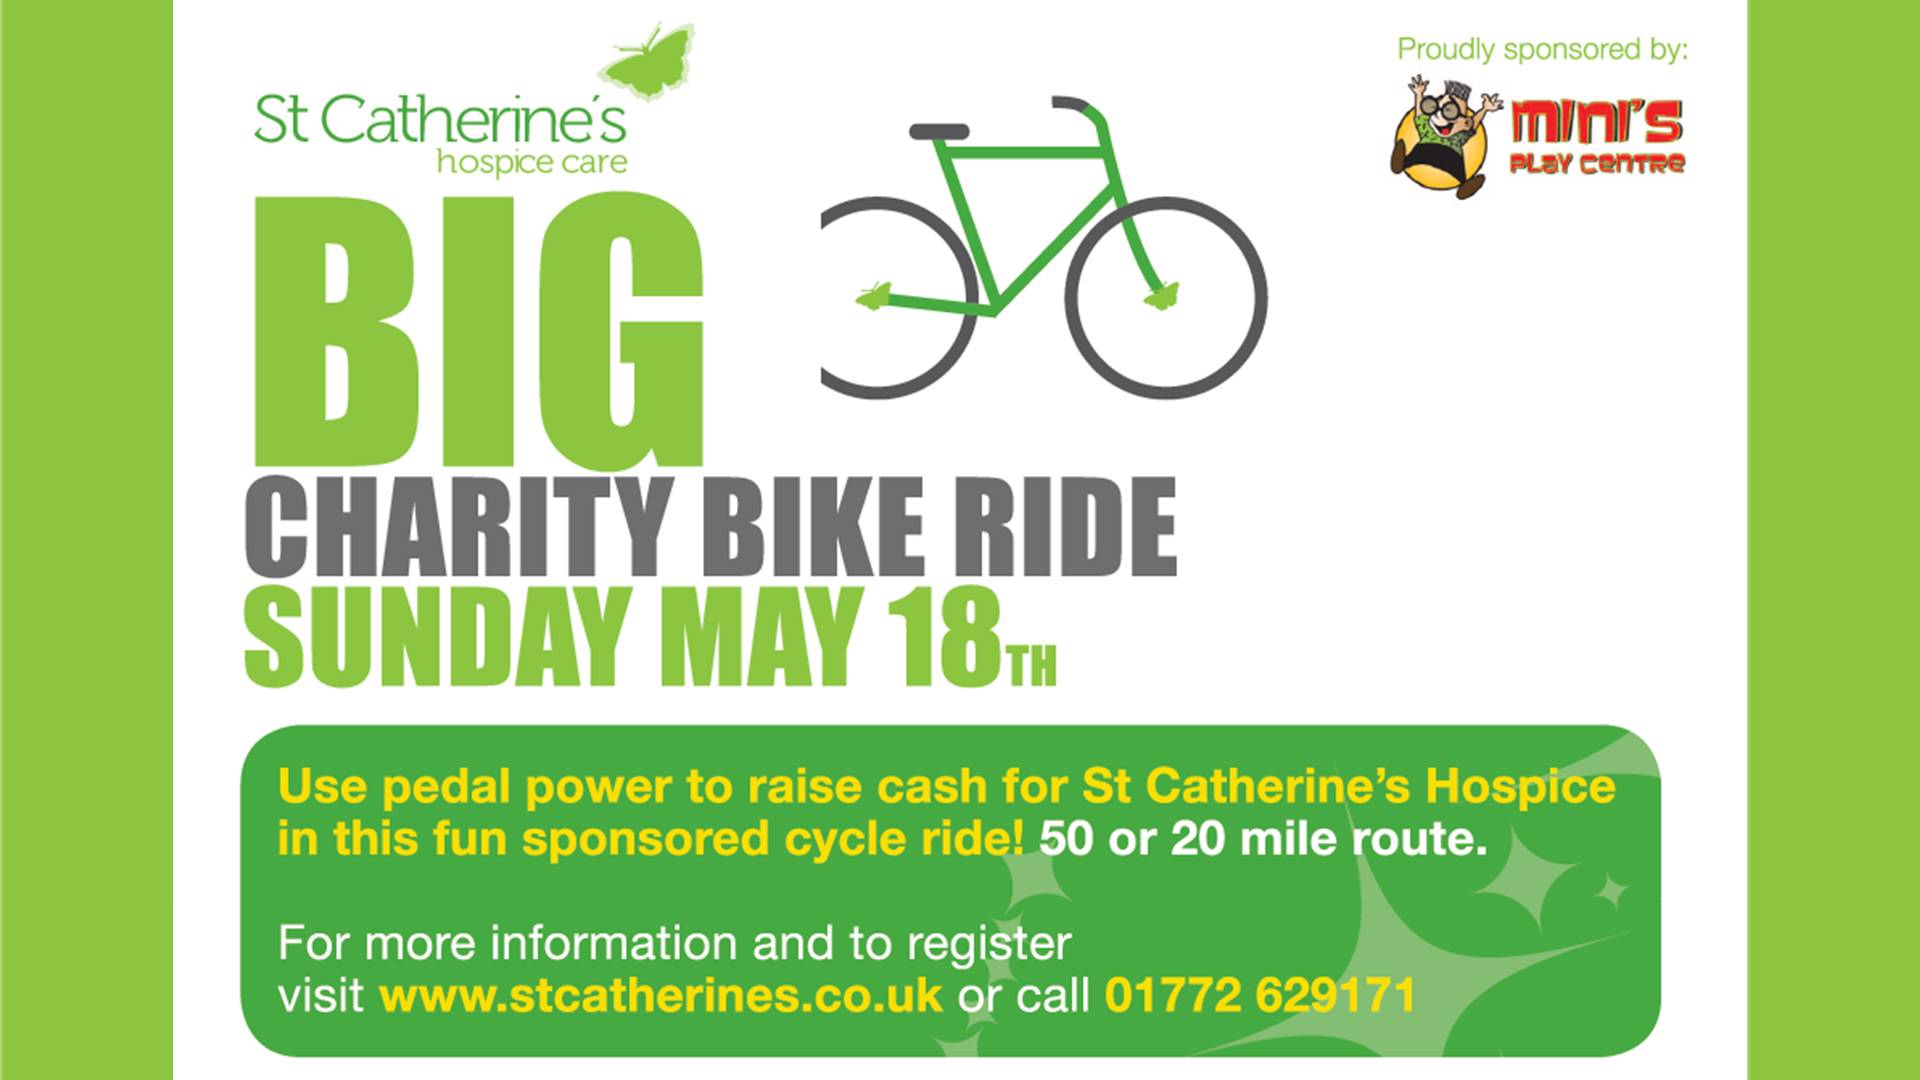 Proudly sponsored by:
MINI'S
PLAY CENTRE
St Catherine's
hospice care
BIG
CHARITY BIKE RIDE
SUNDAY MAY 18TH
Use pedal power to raise cash for St Catherine's Hospice
in this fun sponsored cycle ride! 50 or 20 mile route.
For more information and to register
visit www.stcatherines.co.uk or call 01772 629171